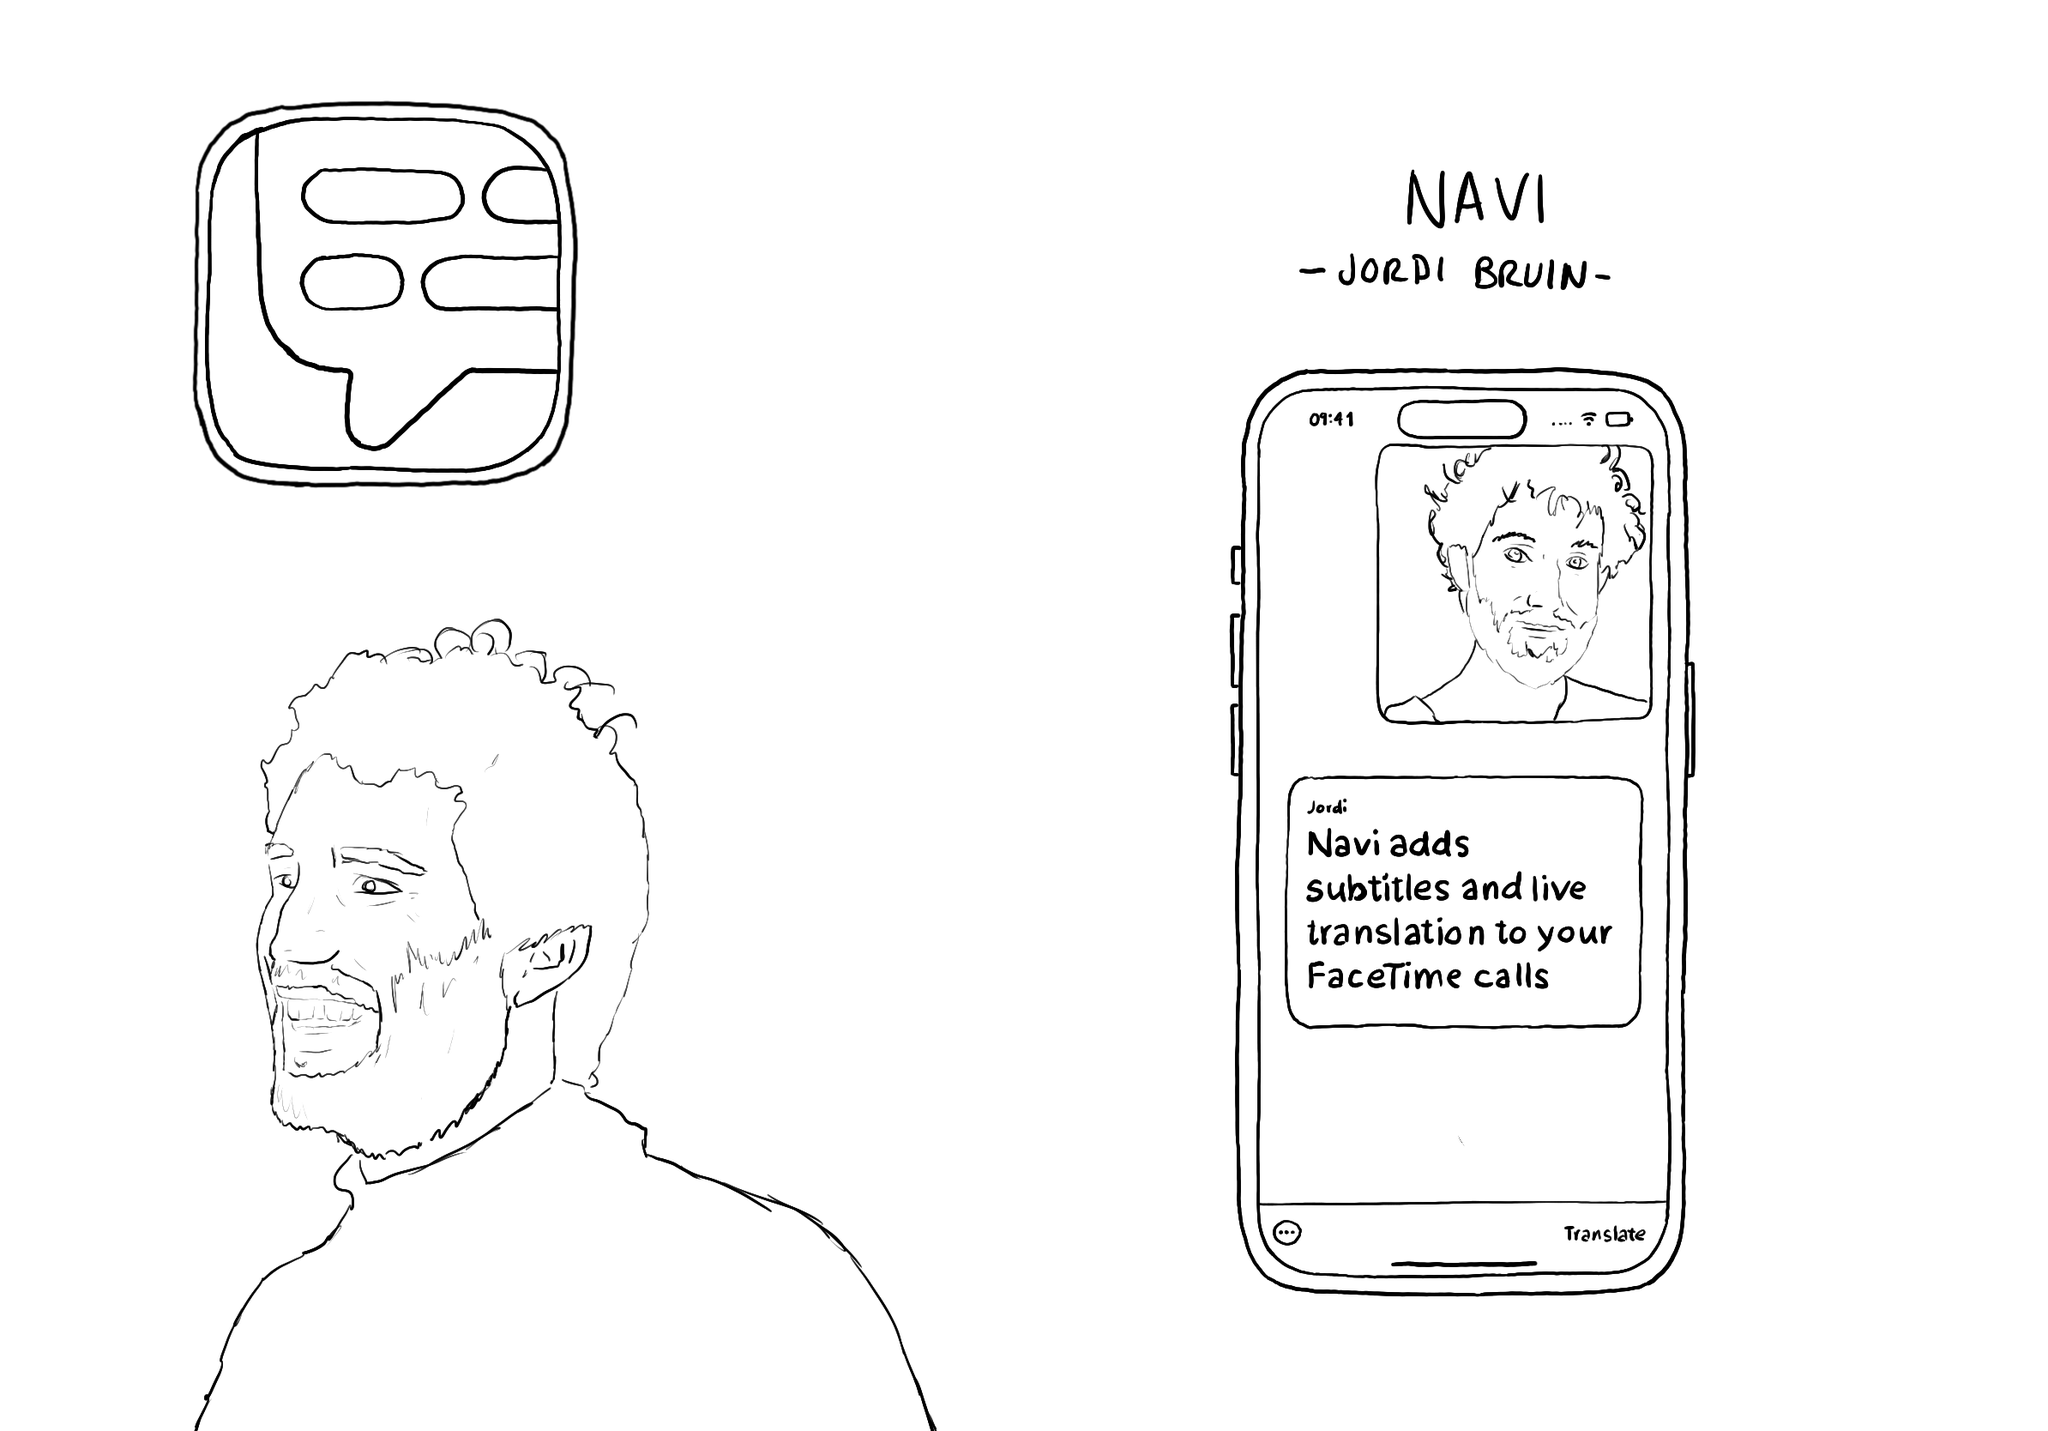 NAVI
- JORDI BRUIN -
09:41
Jordi
Navi adds
subtitles and live
translation to your
FaceTime calls
Translate